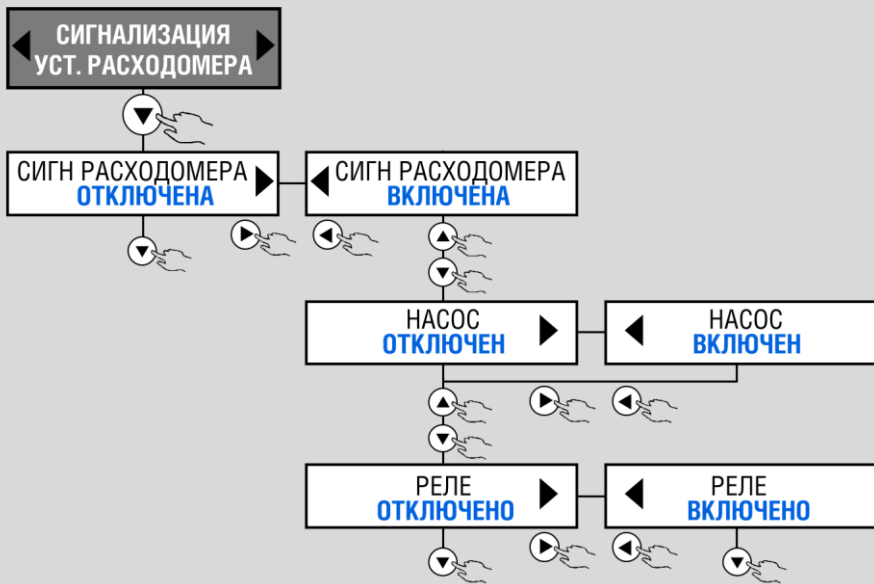 СИГНАЛИЗАЦИЯ
УСТ. РАСХОДОМЕРА
СИГН РАСХОДОМЕРА
ОТКЛЮЧЕНА
СИГН РАСХОДОМЕРА
ВКЛЮЧЕНА
НАСОС
ОТКЛЮЧЕН
НАСОС
ВКЛЮЧЕН
РЕЛЕ
ОТКЛЮЧЕНО
РЕЛЕ
ВКЛЮЧЕНО